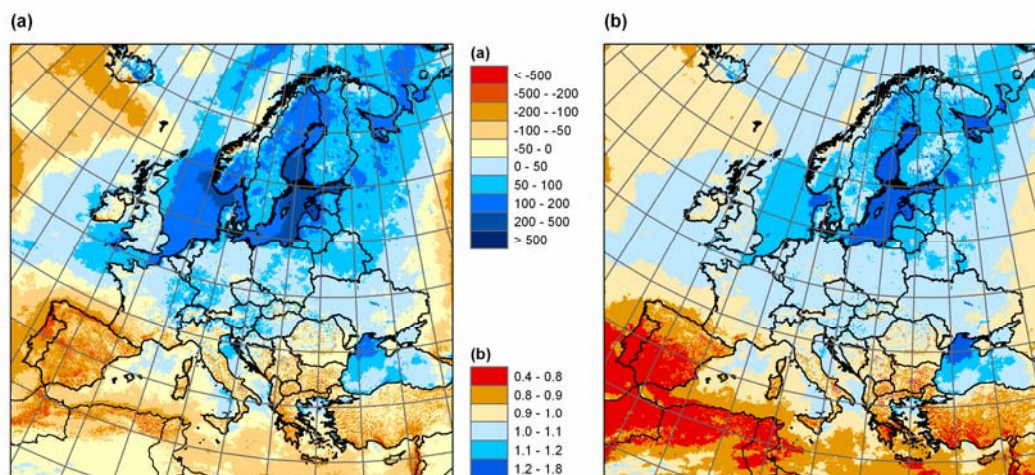 (a)
(b)
(a)
< -500
-500 - -200
-200 - -100
-100 - -50
-50 - 0
0 - 50
50 - 100
100 - 200
200 - 500
> 500
(b)
0.4 - 0.8
0.8 - 0.9
0.9 - 1.0
1.0 - 1.1
1.1 - 1.2
1.2 - 1.8